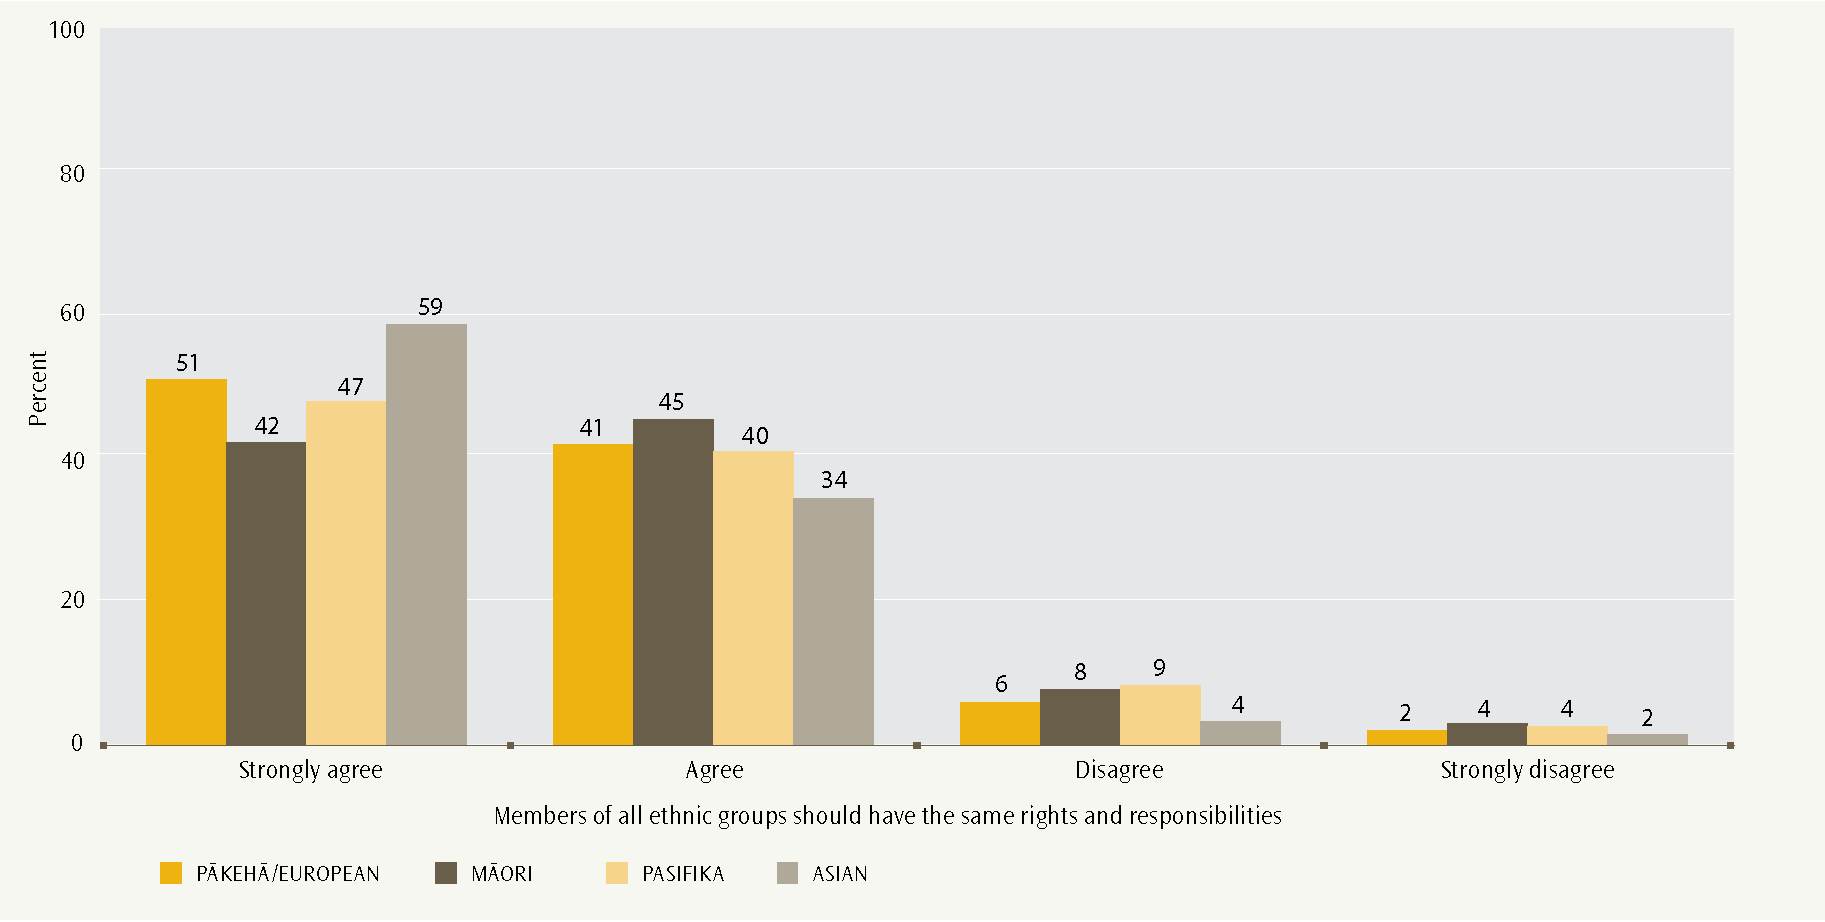 100
80
60
40
20
0
Percent
51
42
47
59
41
45
40
34
6
8
9
4
2
4
4
2
Strongly agree
Agree
Disagree
Strongly disagree
Members of all ethnic groups should have the same rights and responsibilities
PĀKEHĀ/EUROPEAN
MĀORI
PASIFIKA
ASIAN